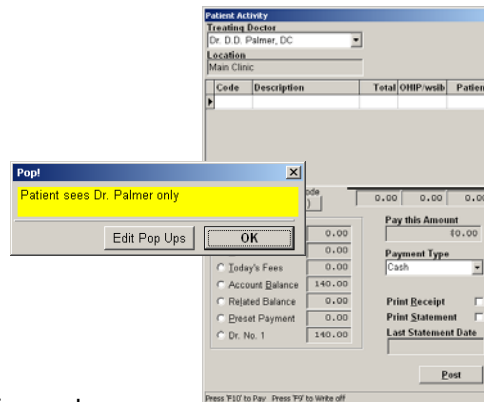 Patient Activity
Treating Doctor
Dr. D.D. Palmer, DC
Location
Main Clinic
Code Description Total OHIP/wsib Patien
Pop!
Patient sees Dr. Palmer only
Edit Pop Ups OK
ode
) 0.00 0.00 0.0
Pay this Amount
0.00 $0.00
0.00 Payment Type
Today's Fees 0.00 Cash
Account Balance 140.00
Related Balance 0.00 Print Receipt
Preset Payment 0.00 Print Statement
Dr. No. 1 140.00 Last Statement Date
Post
Press 'F10' to Pay Press 'F9' to Write off